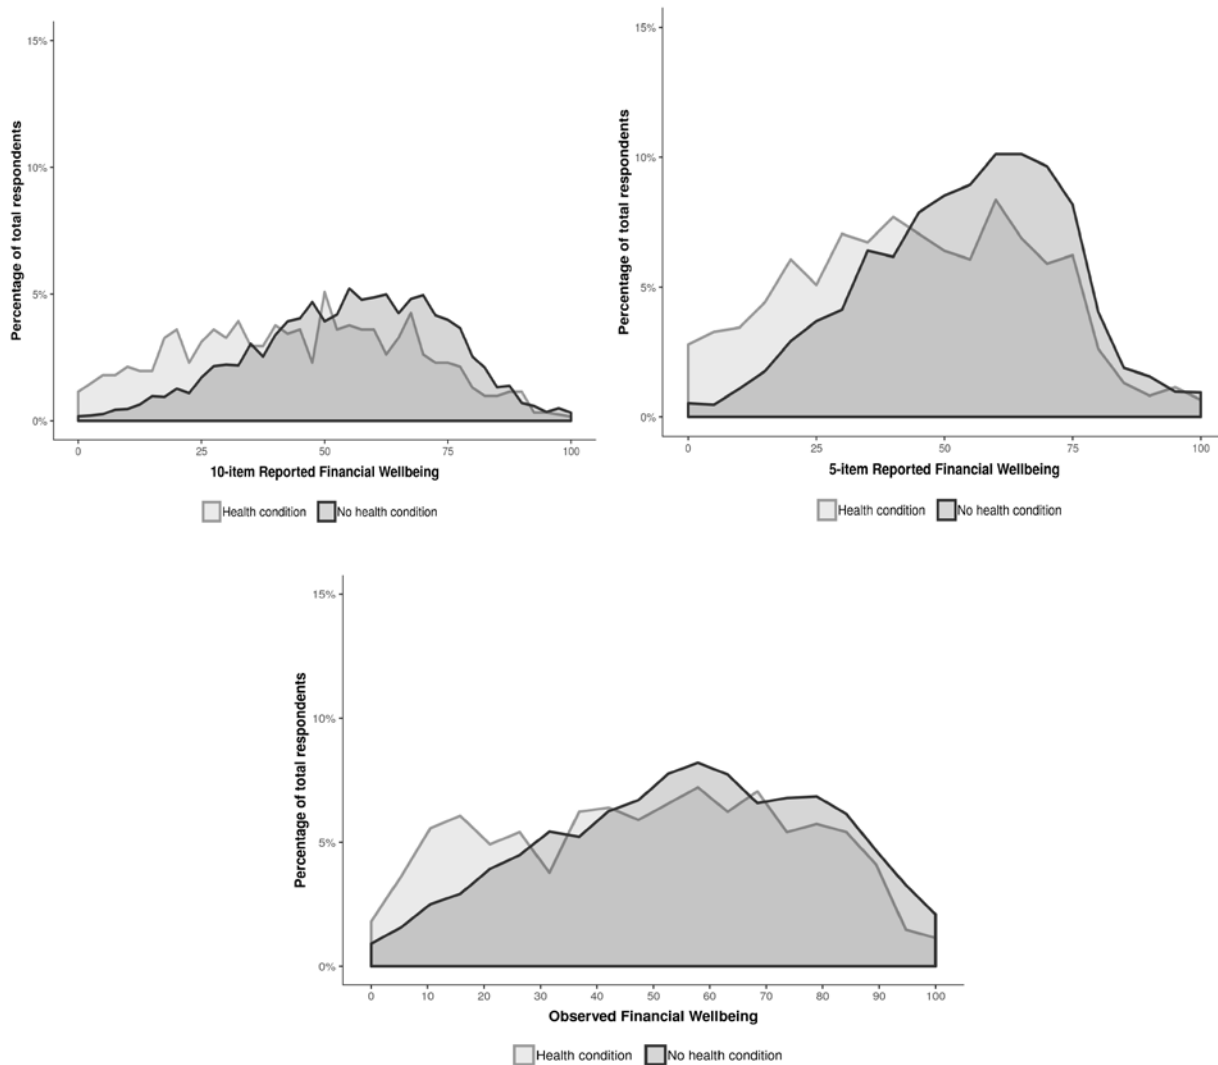 15%
10%
5%
0%
Percentage of total respondents
0 25 50 75 100
10-item Reported Financial Wellbeing
Health condition No health condition
15%
10%
5%
0%
Percentage of total respondents
0 25 50 75 100
5-item Reported Financial Wellbeing
Health condition No health condition
15%
10%
5%
0%
Percentage of total respondents
0 10 20 30 40 50 60 70 80 90 100
Observed Financial Wellbeing
Health condition No health condition